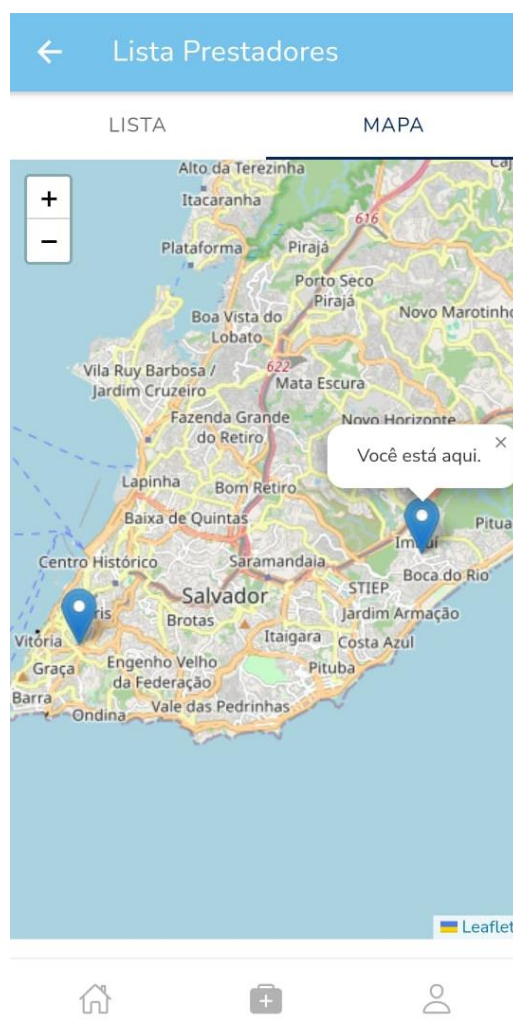 Lista Prestadores
LISTA
MAPA
+
−
Alto da Terezinha
Itacaranha
616
Plataforma
Pirajá
Porto Seco
Pirajá
Boa Vista do
Lobato
Novo Marotinho
622
Vila Ruy Barbosa /
Jardim Cruzeiro
Mata Escura
Fazenda Grande
do Retiro
Novo Horizonte
Você está aqui.
×
Lapinha
Bom Retiro
Baixa de Quintas
Pitua
Centro Histórico
Saramandaia
Boca do Rio
STIEP
Salvador
Brotas
Jardim Armação
Itaigara
Costa Azul
Vitória
Graça
Engenho Velho
da Federação
Pituba
Barra
Ondina
Vale das Pedrinhas
Leaflet